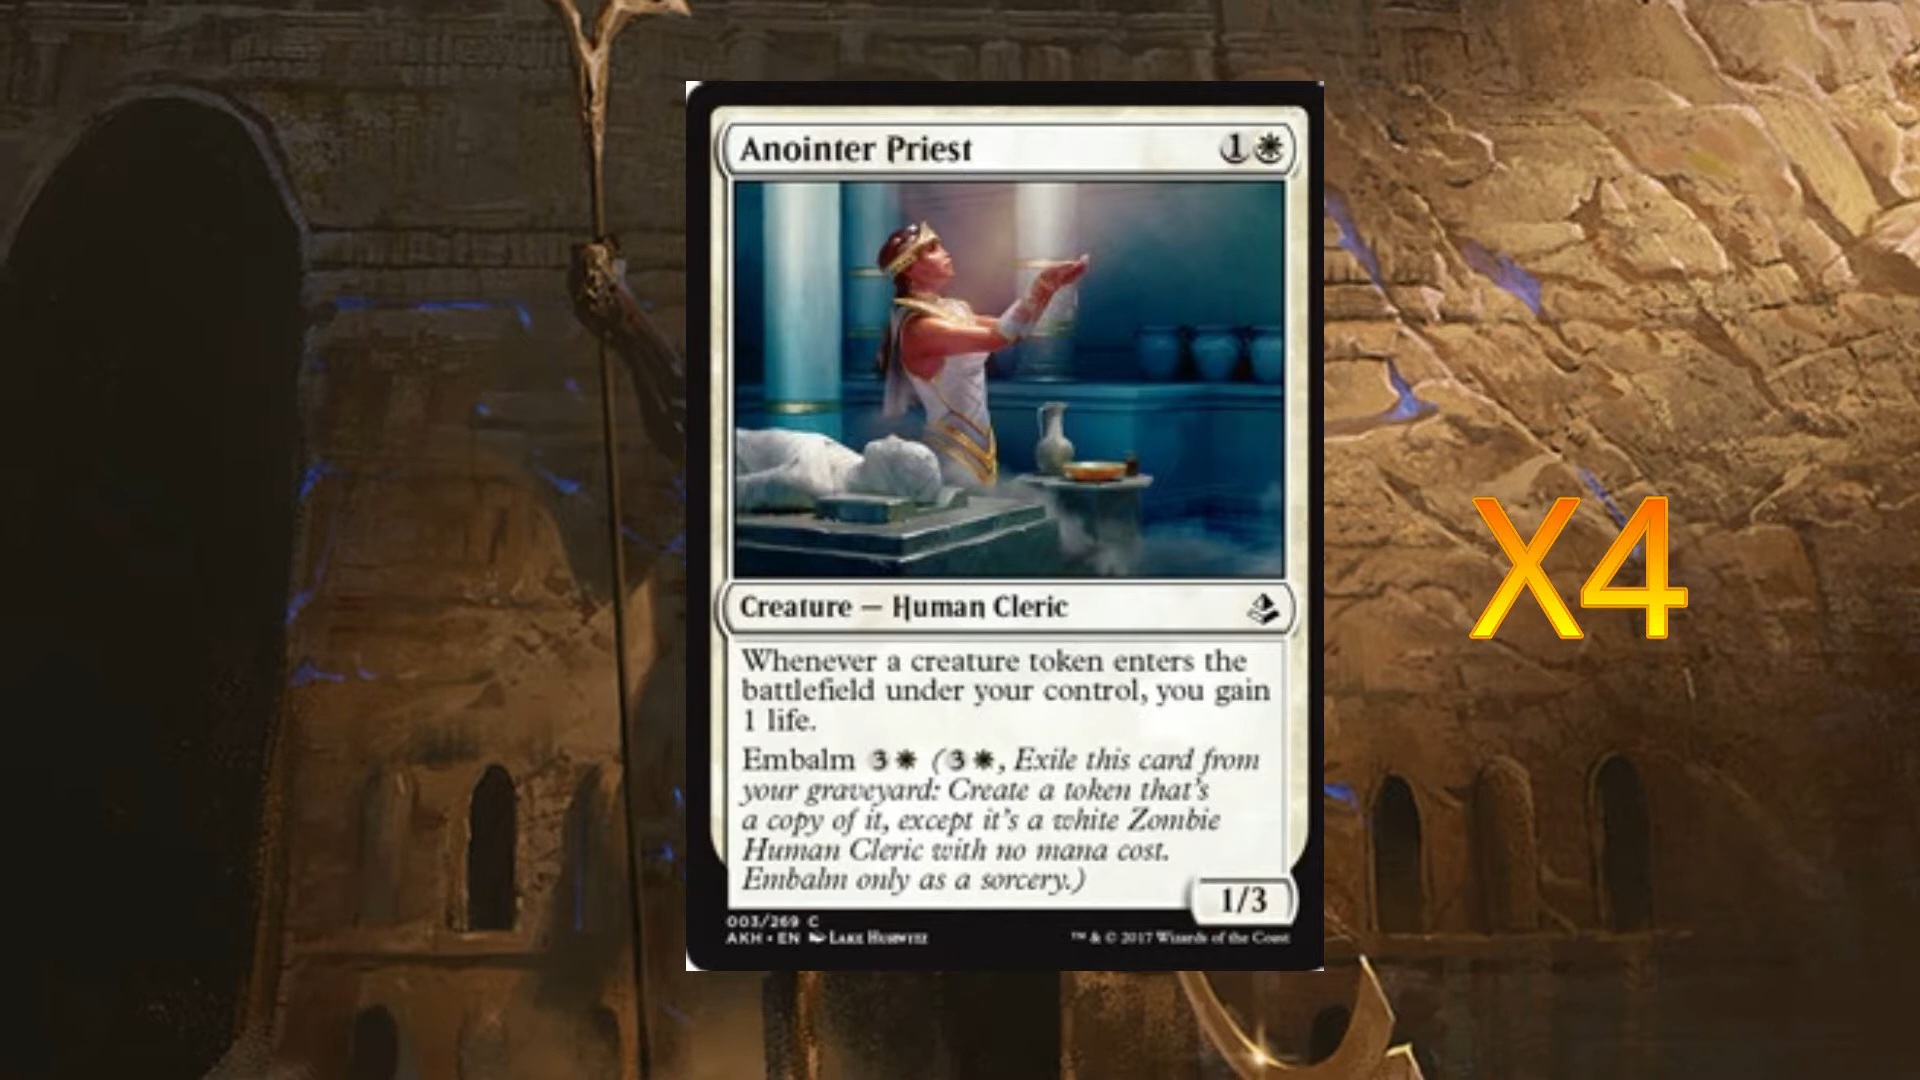 Anointer Priest 1
X4
Creature — Human Cleric
Whenever a creature token enters the
battlefield under your control, you gain
1 life.
Embalm 3 (3 , Exile this card from
your graveyard: Create a token that's
a copy of it, except it's a white Zombie
Human Cleric with no mana cost.
Embalm only as a sorcery.)
1/3
003/269 C
AKH • EN Lake Hurwitz
™ & © 2017 Wizards of the Coast